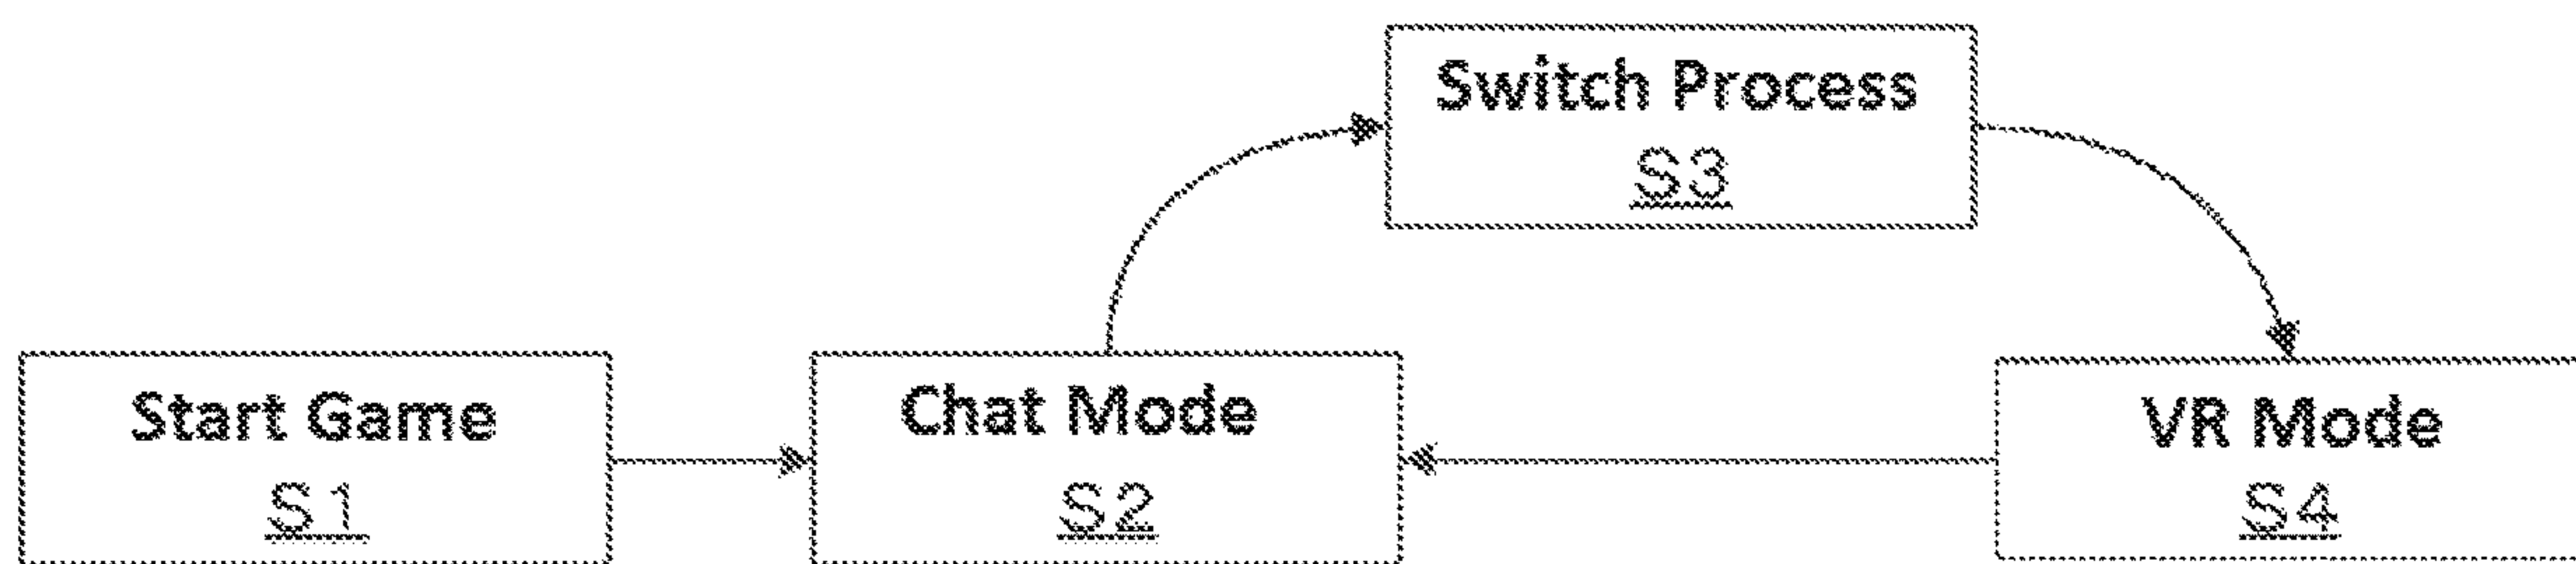 Switch Process
S3
Start Game
S1
Chat Mode
S2
VR Mode
S4